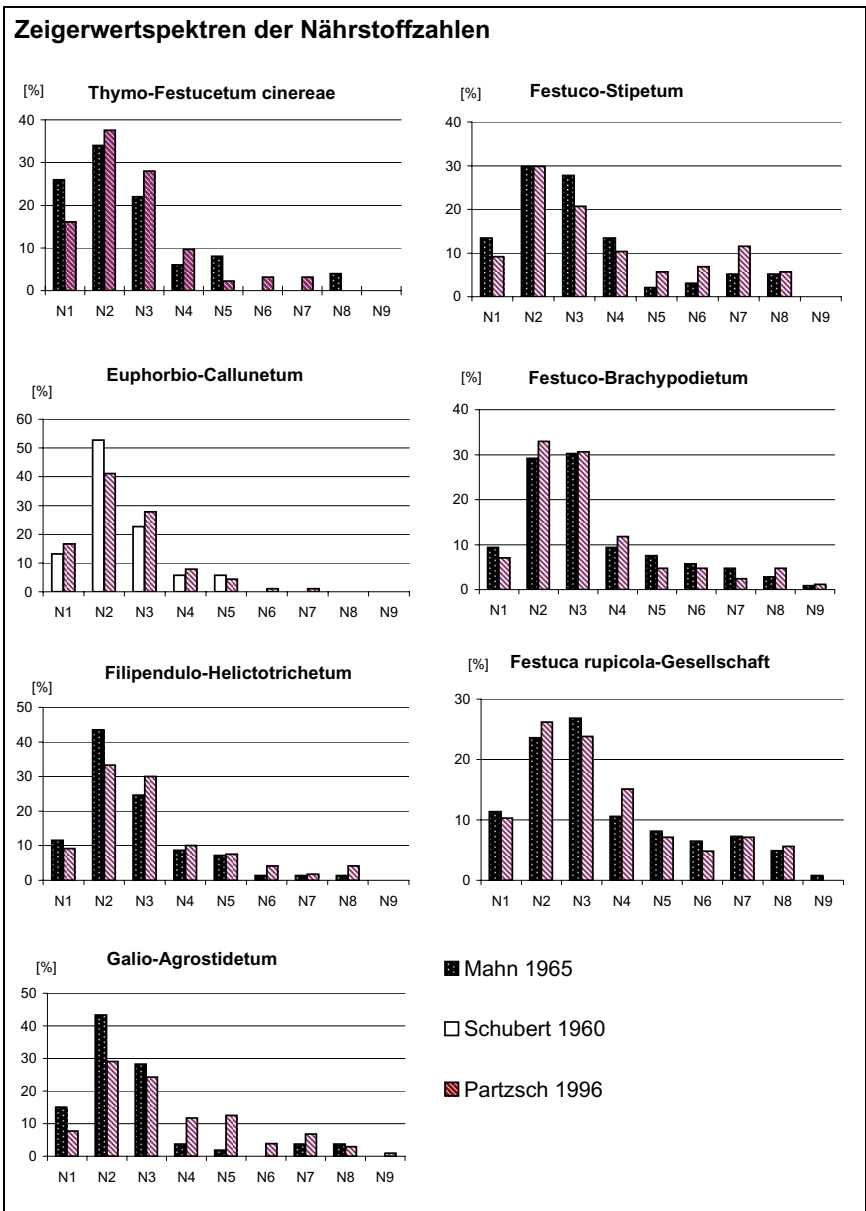 Zeigerwertspektren der Nährstoffzahlen
[%]
Thymo-Festucetum cinereae
40
30
20
10
0
N1 N2 N3 N4 N5 N6 N7 N8 N9
[%]
Festuco-Stipetum
40
30
20
10
0
N1 N2 N3 N4 N5 N6 N7 N8 N9
[%]
Euphorbio-Callunetum
60
50
40
30
20
10
0
N1 N2 N3 N4 N5 N6 N7 N8 N9
[%]
Festuco-Brachypodietum
40
30
20
10
0
N1 N2 N3 N4 N5 N6 N7 N8 N9
Filipendulo-Helictotrichetum
[%]
50
40
30
20
10
0
N1 N2 N3 N4 N5 N6 N7 N8 N9
[%]
Festuca rupicola-Gesellschaft
30
20
10
0
N1 N2 N3 N4 N5 N6 N7 N8 N9
Galio-Agrostidetum
[%]
50
40
30
20
10
0
N1 N2 N3 N4 N5 N6 N7 N8 N9
Mahn 1965
Schubert 1960
Partzsch 1996